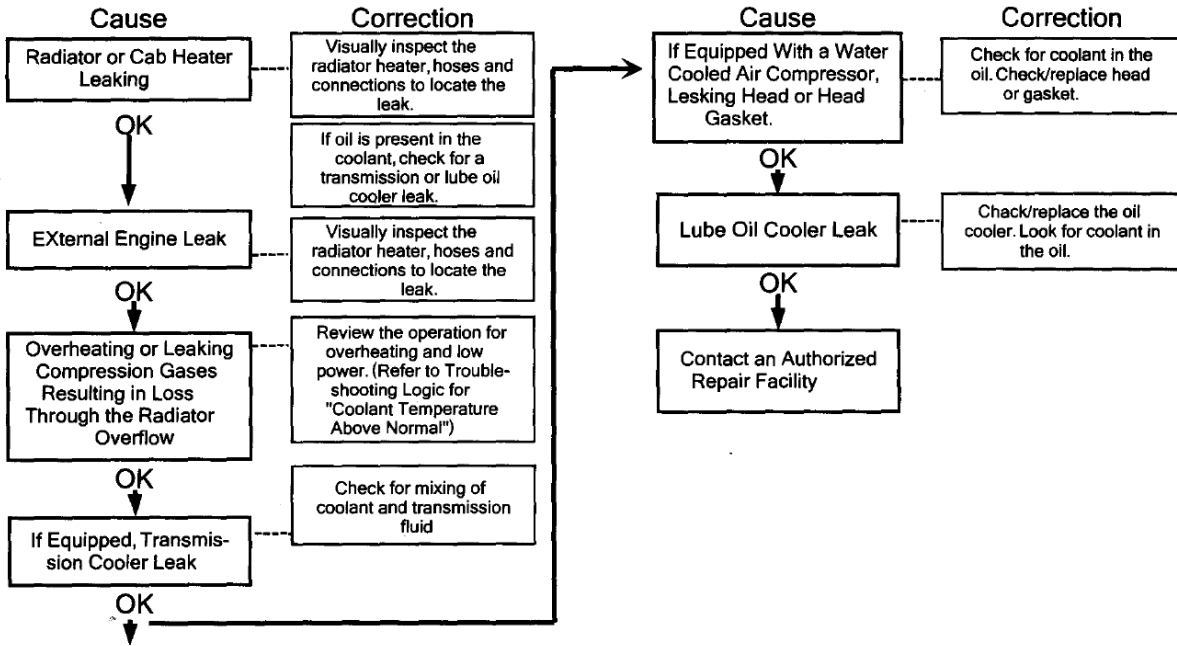 Cause
Correction
Radiator or Cab Heater
Leaking
Visually inspect the
radiator heater, hoses and
connections to locate the
leak.
OK
If oil is present in the
coolant, check for a
transmission or lube oil
cooler leak.
EXternal Engine Leak
Visually inspect the
radiator heater, hoses and
connections to locate the
leak.
OK
Overheating or Leaking
Compression Gases
Resulting in Loss
Through the Radiator
Overflow
Review the operation for
overheating and low
power. (Refer to Trouble-
shooting Logic for
"Coolant Temperature
Above Normal")
OK
If Equipped, Transmis-
sion Cooler Leak
Check for mixing of
coolant and transmission
fluid
OK
Cause
Correction
If Equipped With a Water
Cooled Air Compressor,
Lesking Head or Head
Gasket.
Check for coolant in the
oil. Check/replace head
or gasket.
OK
Lube Oil Cooler Leak
Chack/replace the oil
cooler. Look for coolant in
the oil.
OK
Contact an Authorized
Repair Facility